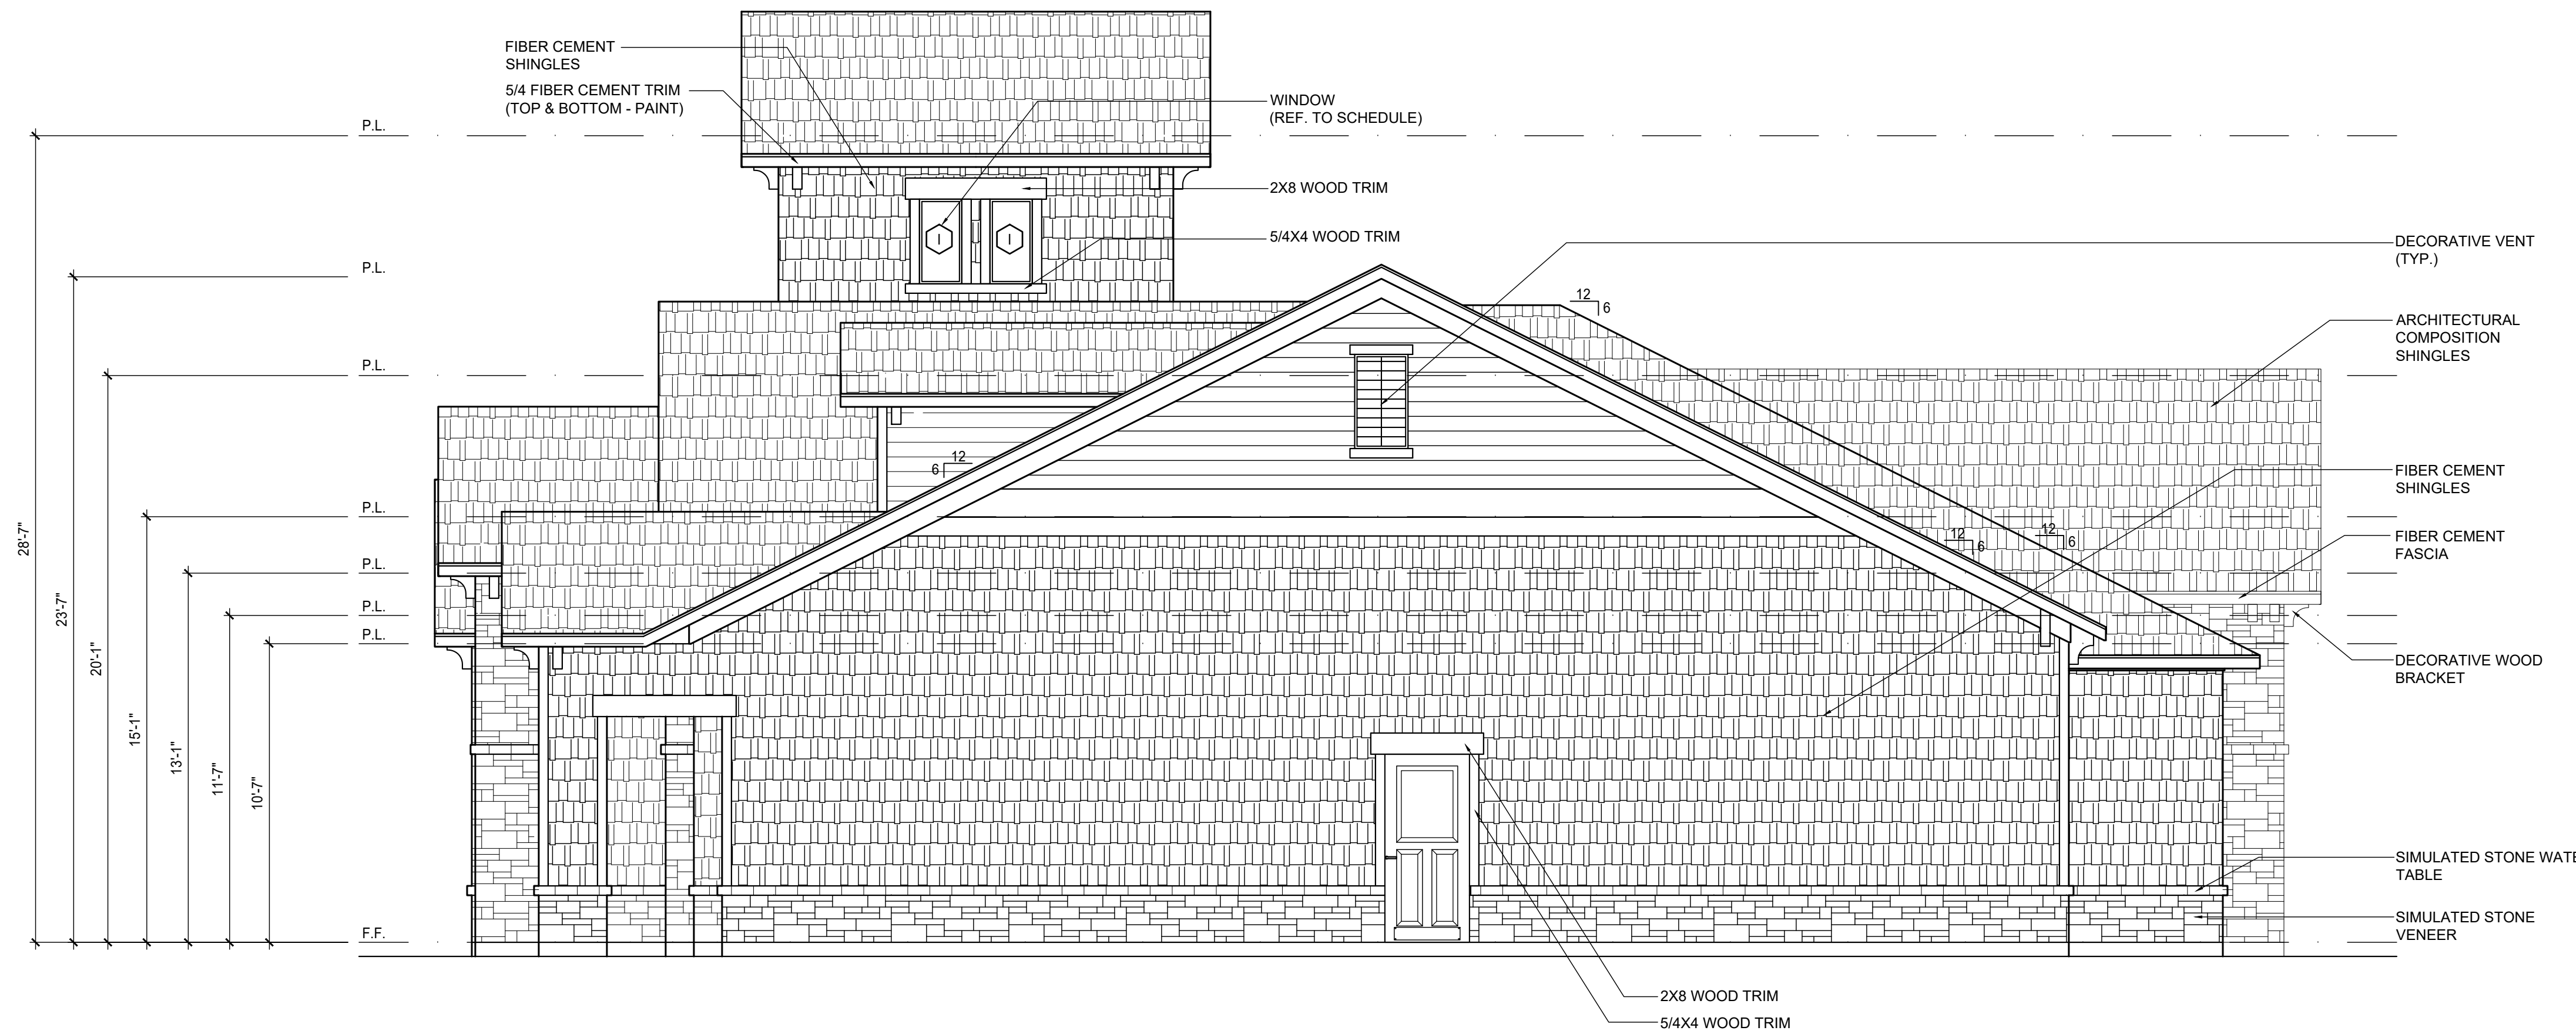 FIBER CEMENT
SHINGLES
5/4 FIBER CEMENT TRIM
(TOP & BOTTOM - PAINT)
WINDOW
(REF. TO SCHEDULE)
P.L.
2X8 WOOD TRIM
I
I
5/4X4 WOOD TRIM
DECORATIVE VENT
(TYP.)
P.L.
12
6
ARCHITECTURAL
COMPOSITION
SHINGLES
P.L.
12
6
FIBER CEMENT
SHINGLES
P.L.
12
6
12
6
FIBER CEMENT
FASCIA
P.L.
P.L.
P.L.
DECORATIVE WOOD
BRACKET
28'-7"
23'-7"
20'-1"
15'-1"
13'-1"
11'-7"
10'-7"
SIMULATED STONE WATE
TABLE
SIMULATED STONE
VENEER
F.F.
2X8 WOOD TRIM
5/4X4 WOOD TRIM